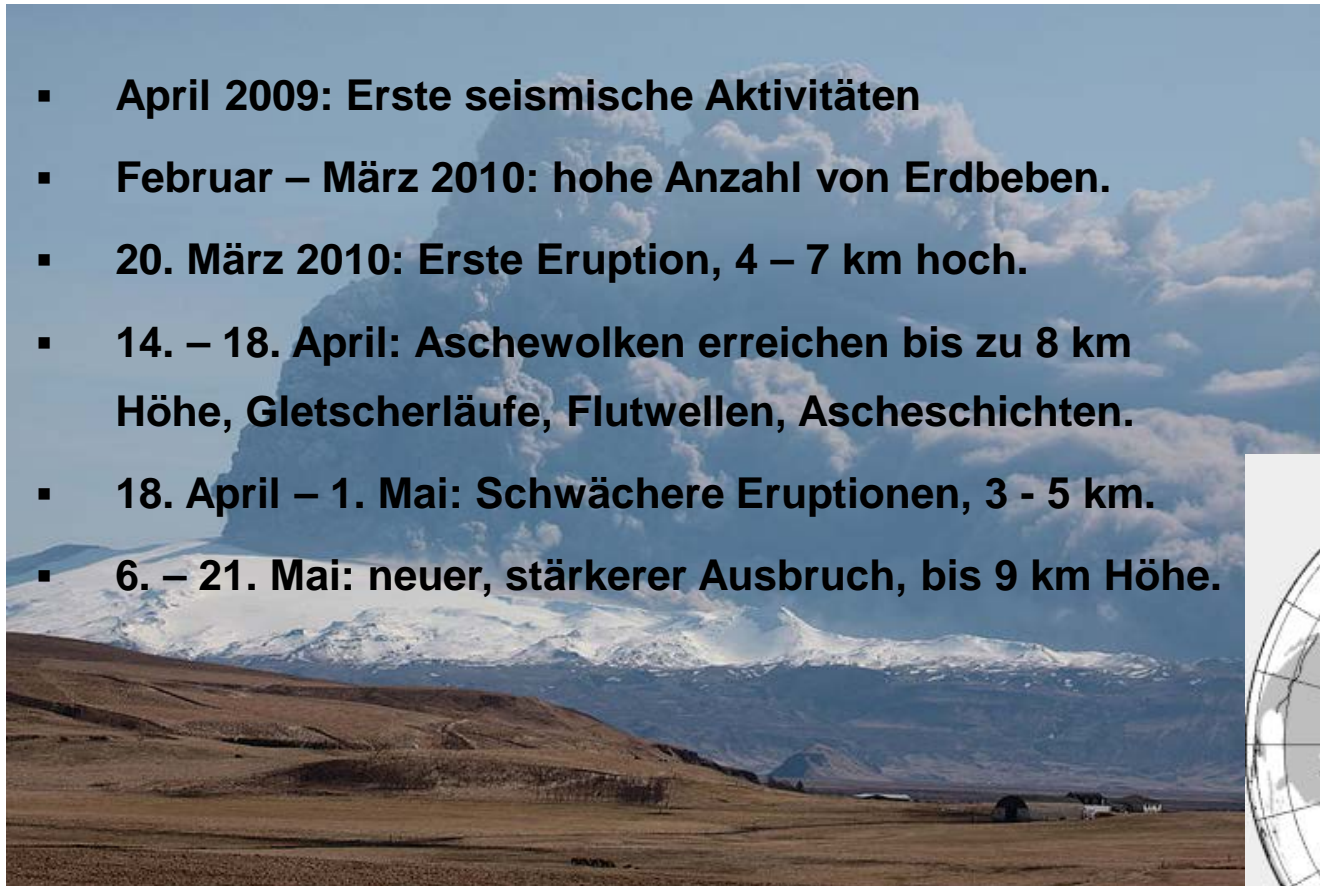 ▪ April 2009: Erste seismische Aktivitäten
▪ Februar – März 2010: hohe Anzahl von Erdbeben.
▪ 20. März 2010: Erste Eruption, 4 – 7 km hoch.
▪ 14. – 18. April: Aschewolken erreichen bis zu 8 km
Höhe, Gletscherläufe, Flutwellen, Ascheschichten.
▪ 18. April – 1. Mai: Schwächere Eruptionen, 3 - 5 km.
▪ 6. – 21. Mai: neuer, stärkerer Ausbruch, bis 9 km Höhe.